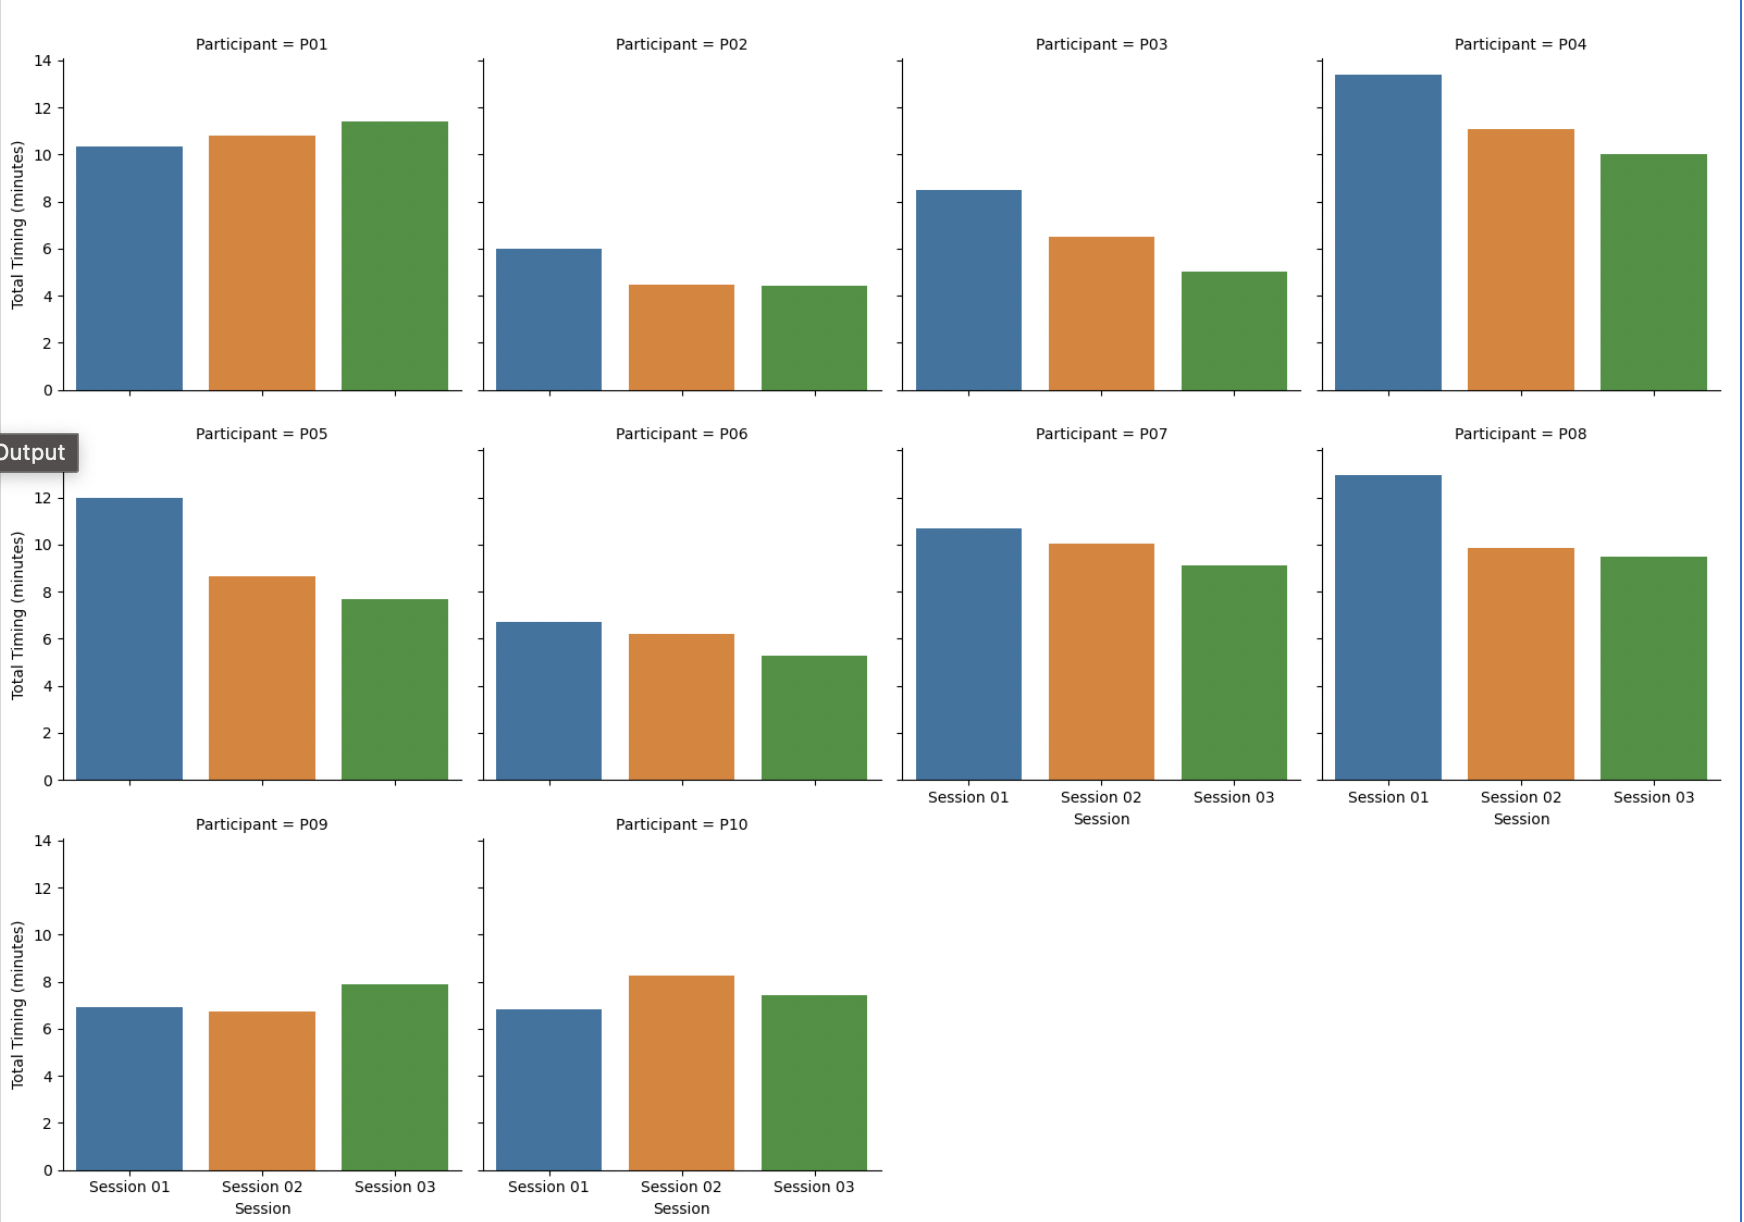 Participant = P01
Participant = P02
Participant = P03
Participant = P04
14
12
10
8
6
4
2
0
Total Timing (minutes)
Output
Participant = P05
Participant = P06
Participant = P07
Participant = P08
12
10
8
6
4
2
0
Total Timing (minutes)
Session 01 Session 02 Session 03
Session
Session 01 Session 02 Session 03
Session
Participant = P09
Participant = P10
14
12
10
8
6
4
2
0
Total Timing (minutes)
Session 01 Session 02 Session 03
Session
Session 01 Session 02 Session 03
Session